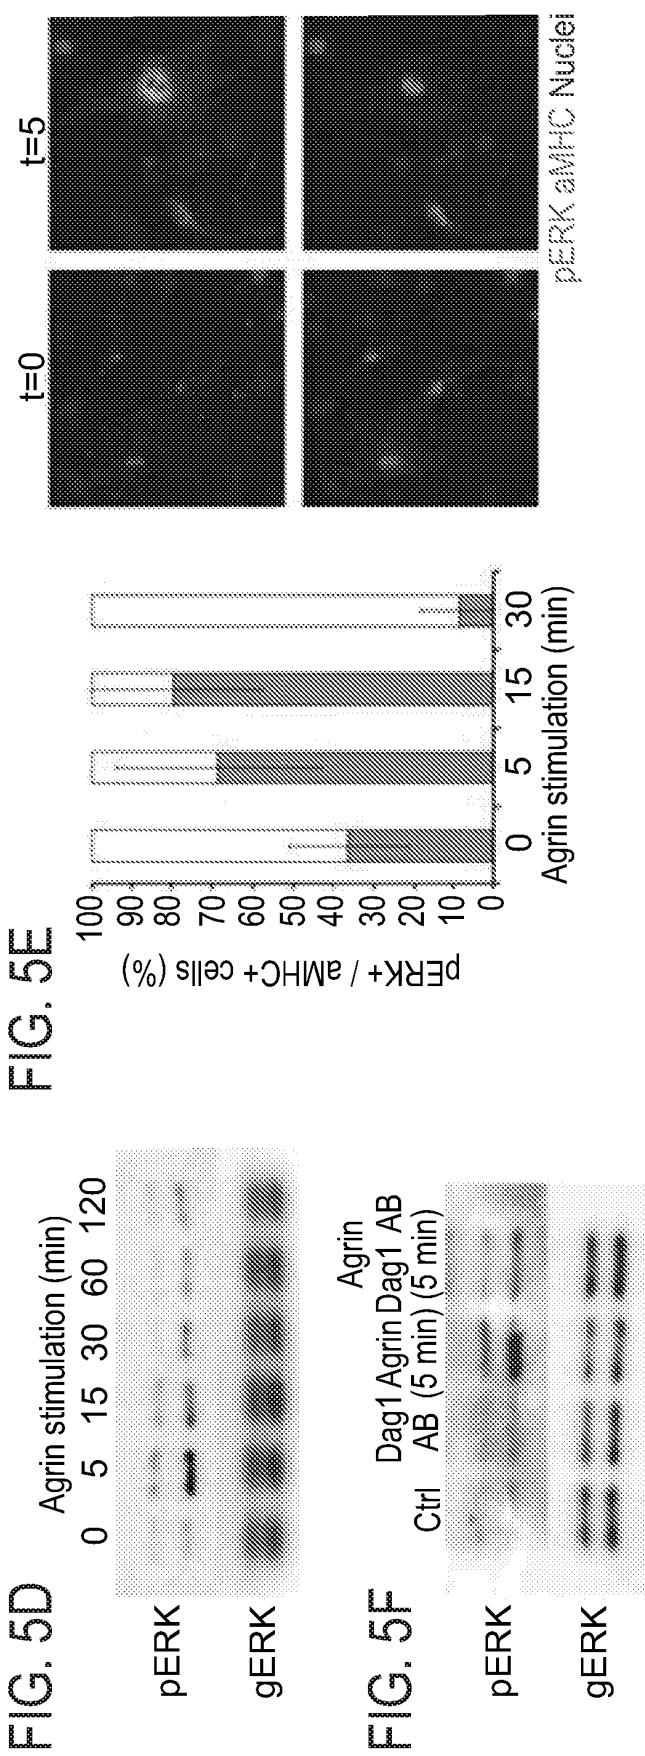 FIG. 5D
Agrin stimulation (min)
0 5 15 30 60 120
pERK
gERK
FIG. 5E
pERK+ / aMHC+ cells (%)
100
90
80
70
60
50
40
30
20
10
0
0 5 15 30
Agrin stimulation (min)
t=0 t=5
pERK aMHC Nuclei
FIG. 5F
Agrin
Dag1 Agrin Dag1 AB
Ctrl AB (5 min) (5 min)
pERK
gERK